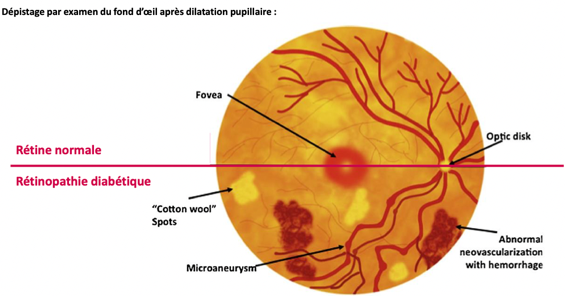 Dépistage par examen du fond d’œil après dilatation pupillaire :
Fovea
Optic disk
Rétine normale
Rétinopathie diabétique
“Cotton wool”
Spots
Abnormal
neovascularization
with hemorrhage
Microaneurysm